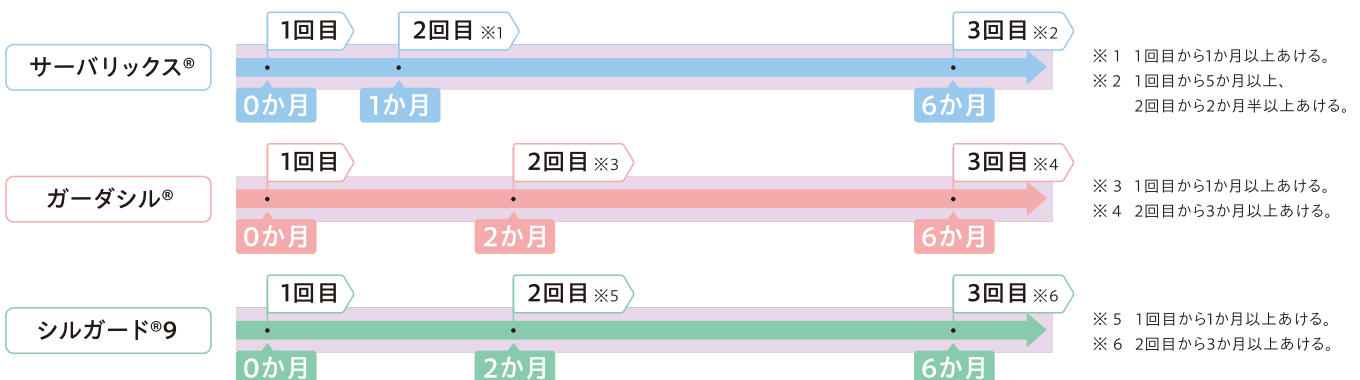 1回目 2回目 ※1 3回目 ※2
サーバリックス®
0か月 1か月 6か月
※1 1回目から1か月以上あける。
※2 1回目から5か月以上、
2回目から2か月半以上あける。
1回目 2回目 ※3 3回目 ※4
ガーダシル®
0か月 2か月 6か月
※3 1回目から1か月以上あける。
※4 2回目から3か月以上あける。
1回目 2回目 ※5 3回目 ※6
シルガード®9
0か月 2か月 6か月
※5 1回目から1か月以上あける。
※6 2回目から3か月以上あける。